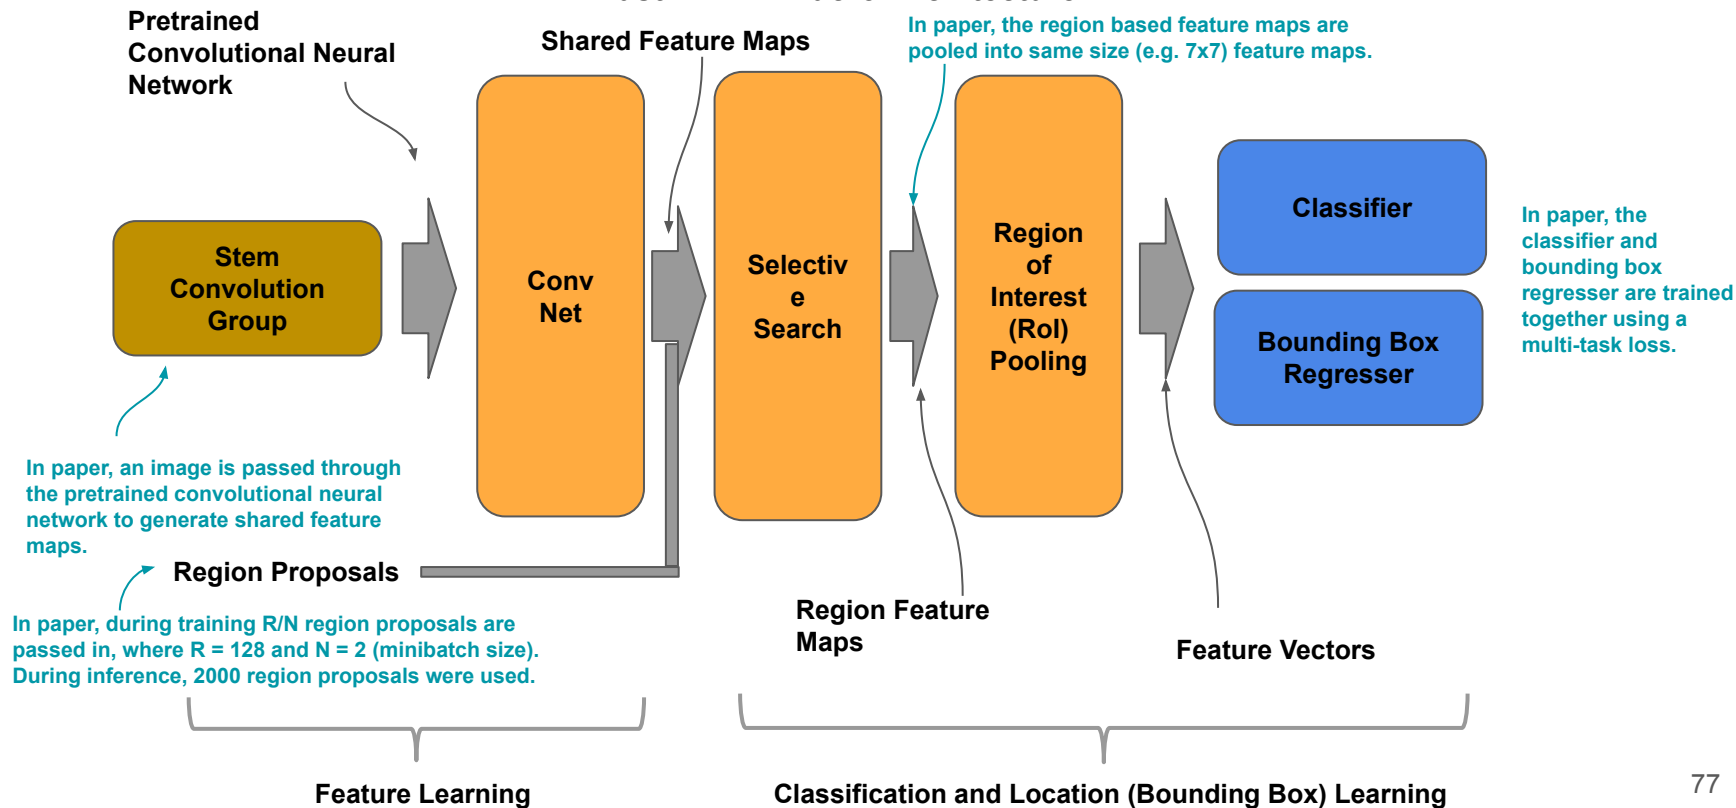 Pretrained
Convolutional Neural
Network
Shared Feature Maps
In paper, the region based feature maps are
pooled into same size (e.g. 7x7) feature maps.
Stem
Convolution
Group
Conv
Net
Selectiv
e
Search
Region
of
Interest
(RoI)
Pooling
Classifier
Bounding Box
Regresser
In paper, the
classifier and
bounding box
regresser are trained
together using a
multi-task loss.
In paper, an image is passed through
the pretrained convolutional neural
network to generate shared feature
maps.
Region Proposals
In paper, during training R/N region proposals are
passed in, where R = 128 and N = 2 (minibatch size).
During inference, 2000 region proposals were used.
Region Feature
Maps
Feature Vectors
Feature Learning
Classification and Location (Bounding Box) Learning
77